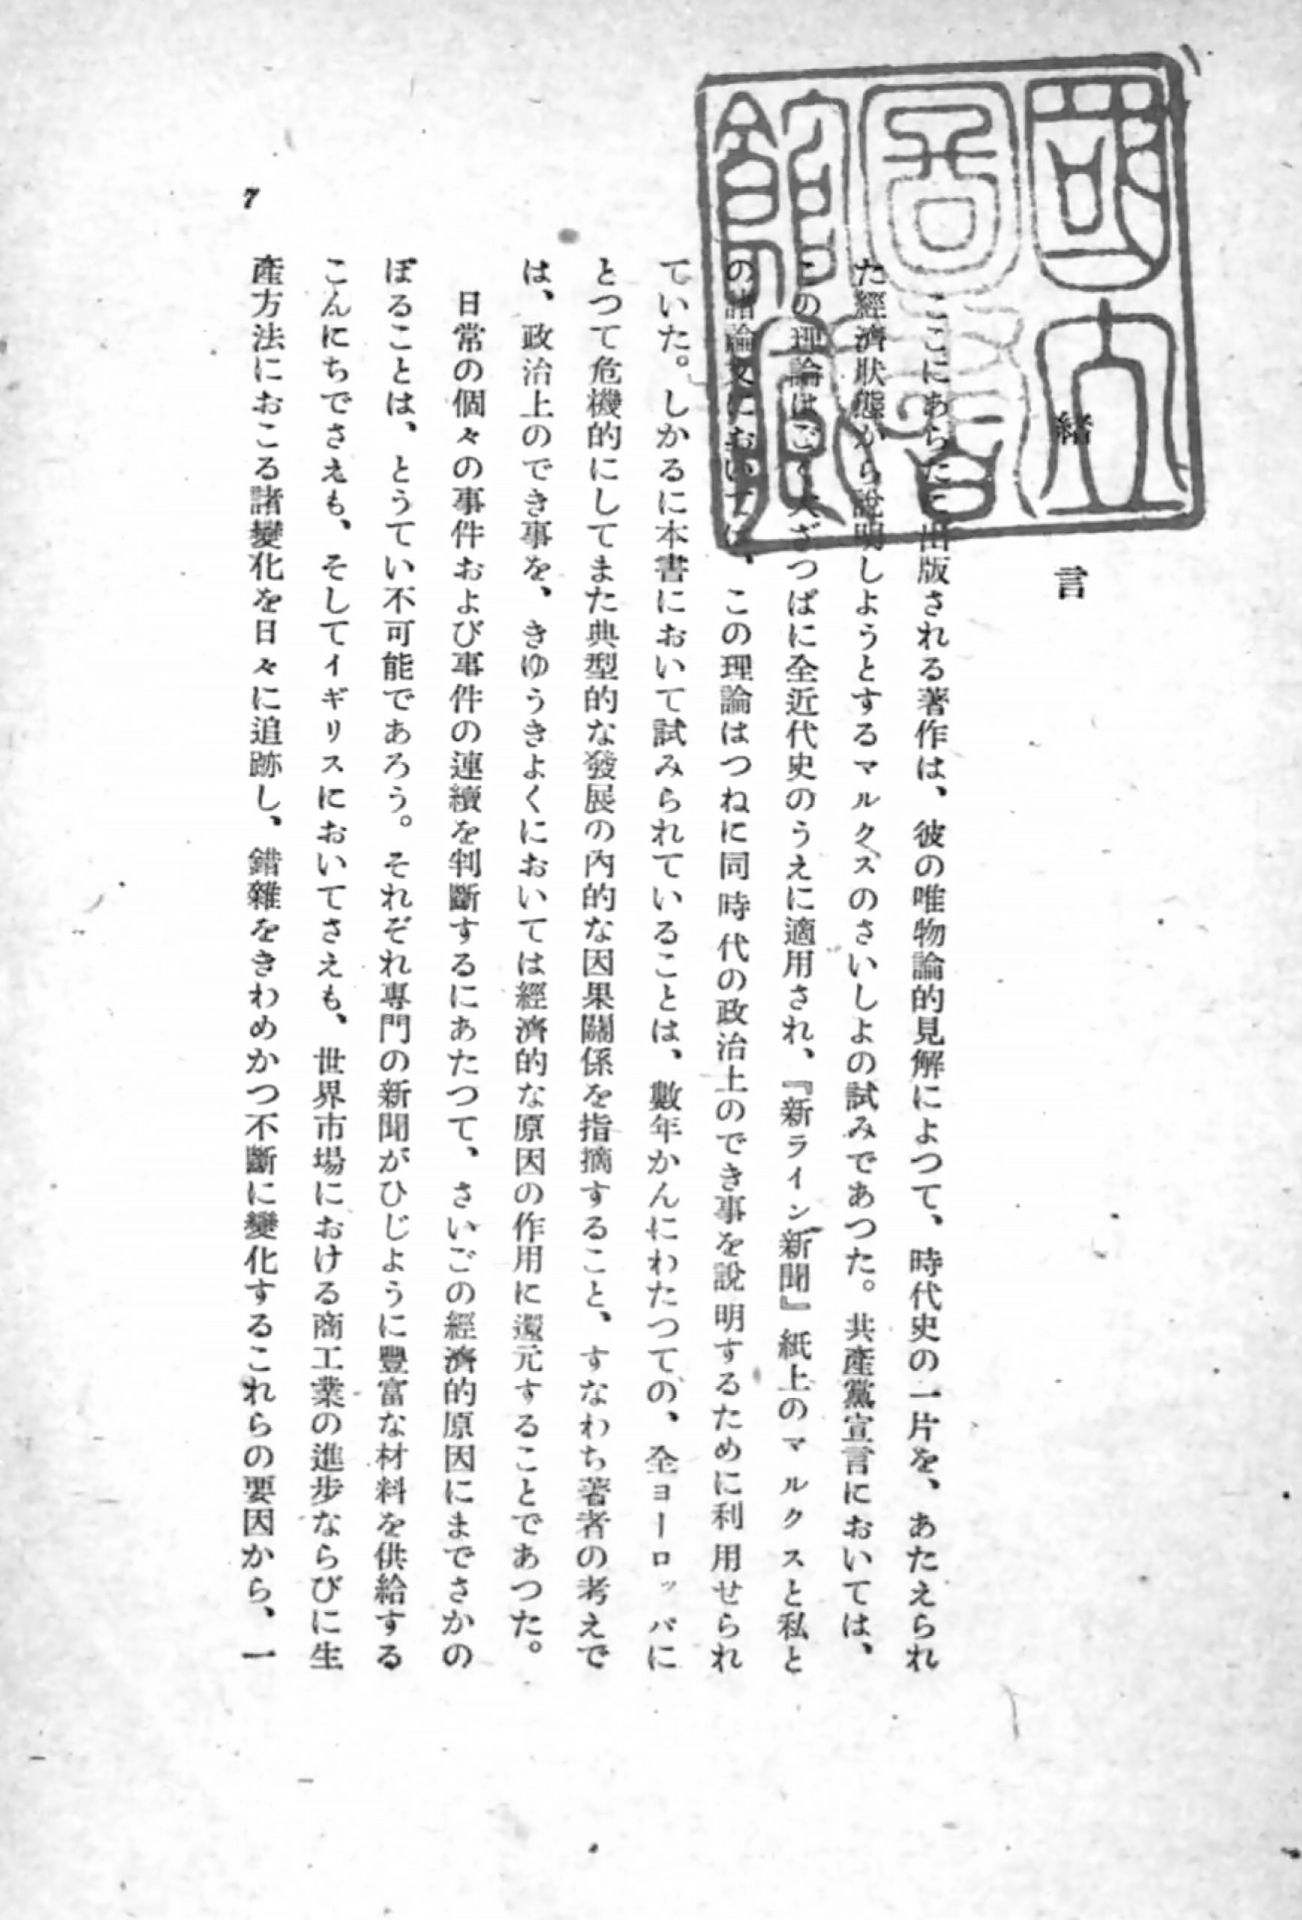 國立
圖書
館藏
緒言
ここにあらたに出版される著作は、彼の唯物論的見解によつて、時代史の一片を、あたえられ
た經濟狀態から說明しようとするマルクスのさいしよの試みであつた。共產黨宣言においては、
この理論はごく大ざつぱに全近代史のうえに適用され、『新ライン新聞』紙上のマルクスと私と
の諸論文においては、この理論はつねに同時代の政治上のでき事を說明するために利用せられ
ていた。しかるに本書において試みられていることは、數年かんにわたつての、全ヨーロッパに
とつて危機的にしてまた典型的な發展の內的な因果關係を指摘すること、すなわち著者の考えで
は、政治上のでき事を、きゆうきよくにおいては經濟的な原因の作用に還元することであつた。
日常の個々の事件および事件の連續を判斷するにあたつて、さいごの經濟的原因にまでさかの
ぼることは、とうてい不可能であろう。それぞれ專門の新聞がひじように豐富な材料を供給する
こんにちでさえも、そしてイギリスにおいてさえも、世界市場における商工業の進步ならびに生
產方法におこる諸變化を日々に追跡し、錯雜をきわめかつ不斷に變化するこれらの要因から、一
7